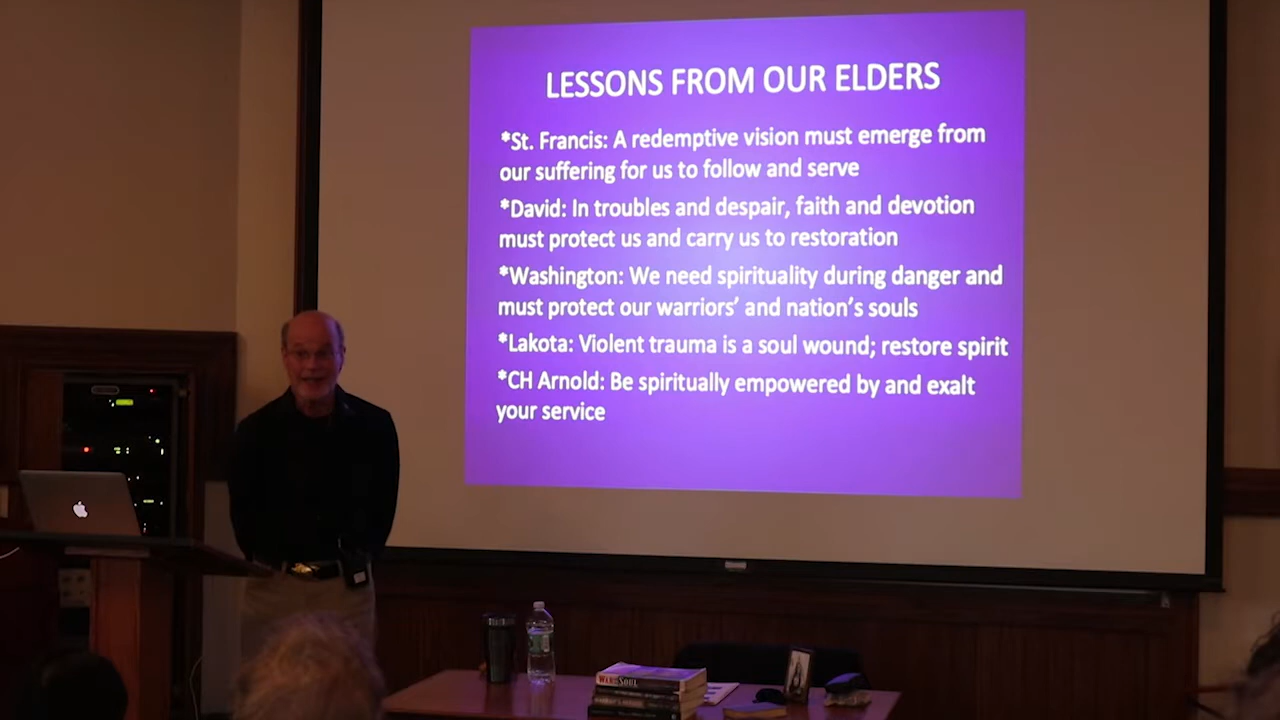 LESSONS FROM OUR ELDERS
*St. Francis: A redemptive vision must emerge from
our suffering for us to follow and serve
*David: In troubles and despair, faith and devotion
must protect us and carry us to restoration
*Washington: We need spirituality during danger and
must protect our warriors’ and nation’s souls
*Lakota: Violent trauma is a soul wound; restore spirit
*CH Arnold: Be spiritually empowered by and exalt
your service